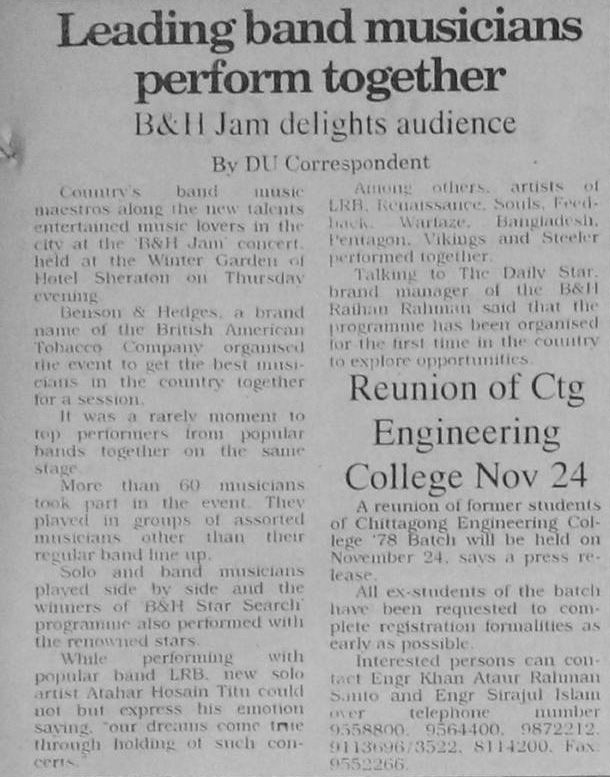 Leading band musicians
perform together
B&H Jam delights audience
By DU Correspondent
Country's band music
maestros along the new talents
entertained music lovers in the
city at the 'B&H Jam' concert,
held at the Winter Garden of
Hotel Sheraton on Thursday
evening.
Benson & Hedges, a brand
name of the British American
Tobacco Company organised
the event to get the best musi-
cians in the country together
for a session.
It was a rarely moment to
top performers from popular
bands together on the same
stage.
More than 60 musicians
took part in the event. They
played in groups of assorted
musicians other than their
regular band line up.
Solo and band musicians
played side by side and the
winners of 'B&H Star Search'
programme also performed with
the renowned stars.
While performing with
popular band LRB, new solo
artist Atahar Hosain Titu could
not but express his emotion
saying, "our dreams come true
through holding of such con-
certs."
Among others, artists of
LRB, Renaissance, Souls, Feed-
back, Warfaze, Bangladesh,
Pentagon, Vikings and Steeler
performed together.
Talking to The Daily Star,
brand manager of the B&H
Raihan Rahman said that the
programme has been organised
for the first time in the country
to explore opportunities.
Reunion of Ctg
Engineering
College Nov 24
A reunion of former students
of Chittagong Engineering Col-
lege '78 Batch will be held on
November 24, says a press re-
lease.
All ex-students of the batch
have been requested to com-
plete registration formalities as
early as possible.
Interested persons can con-
tact Engr Khan Ataur Rahman
Santo and Engr Sirajul Islam
over telephone number
9558800, 9564400, 9872212,
9113696/3522, 8114200, Fax:
9552266.